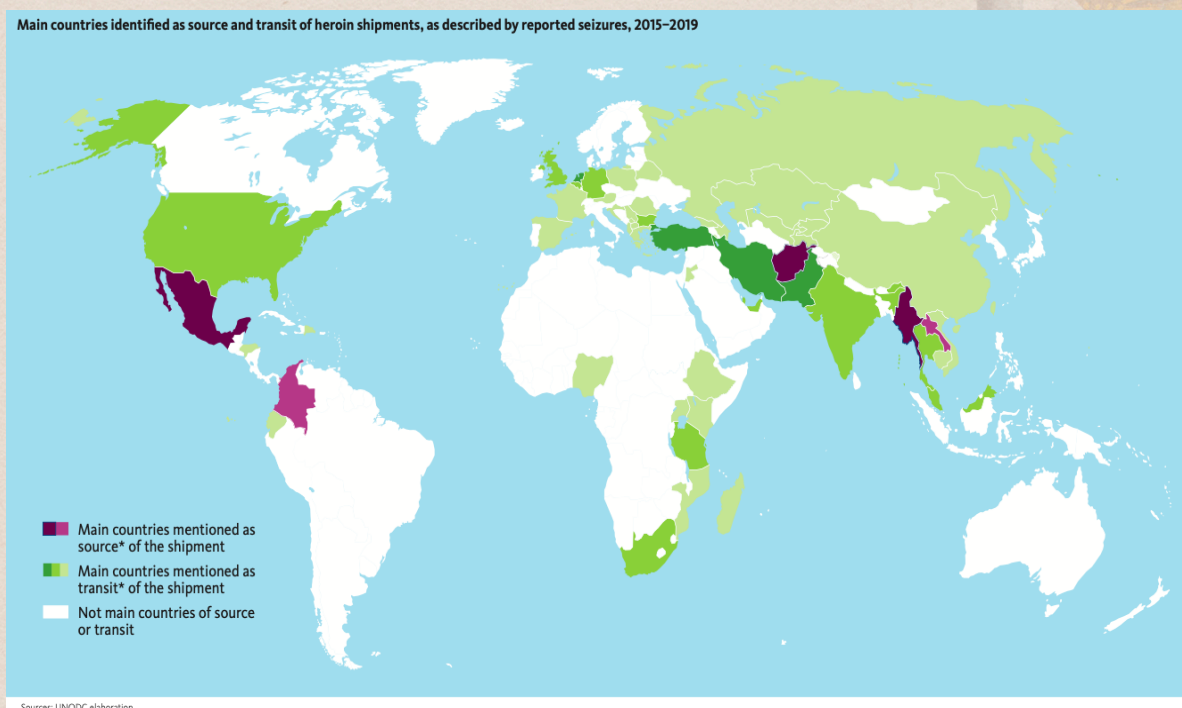 Main countries identified as source and transit of heroin shipments, as described by reported seizures, 2015–2019
Main countries mentioned as
source* of the shipment
Main countries mentioned as
transit* of the shipment
Not main countries of source
or transit
Sources: UNODC elaboration